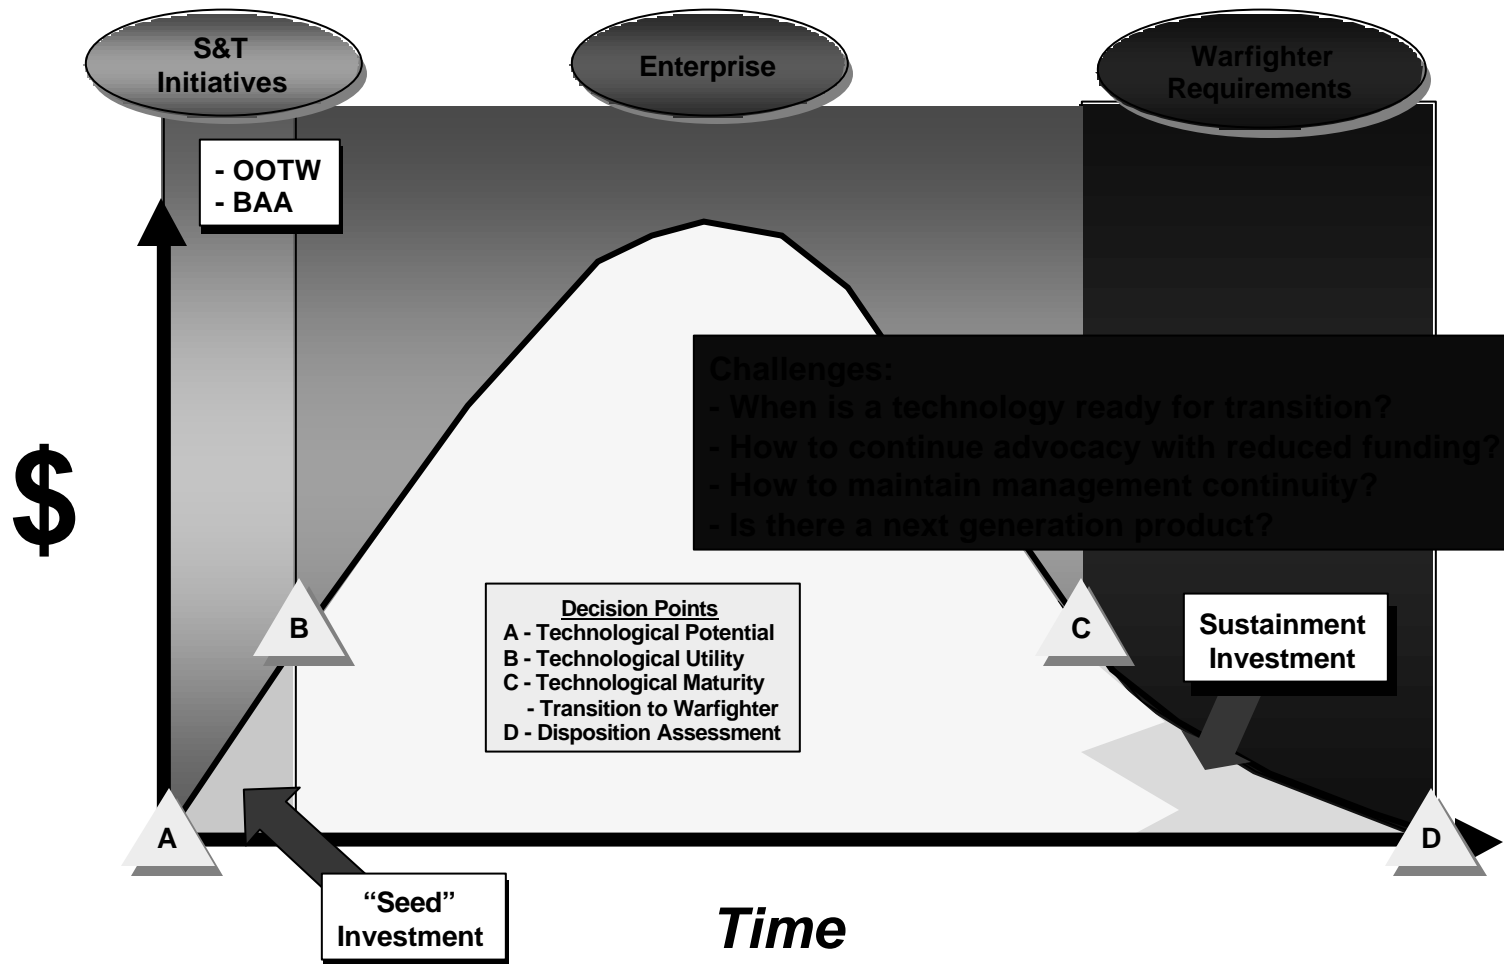 S&T
Initiatives
Enterprise
Warfighter
Requirements
- OOTW
- BAA
Challenges:
- When is a technology ready for transition?
- How to continue advocacy with reduced funding?
- How to maintain management continuity?
- Is there a next generation product?
$
B
Decision Points
A - Technological Potential
B - Technological Utility
C - Technological Maturity
- Transition to Warfighter
D - Disposition Assessment
C
Sustainment
Investment
A
D
“Seed”
Investment
Time